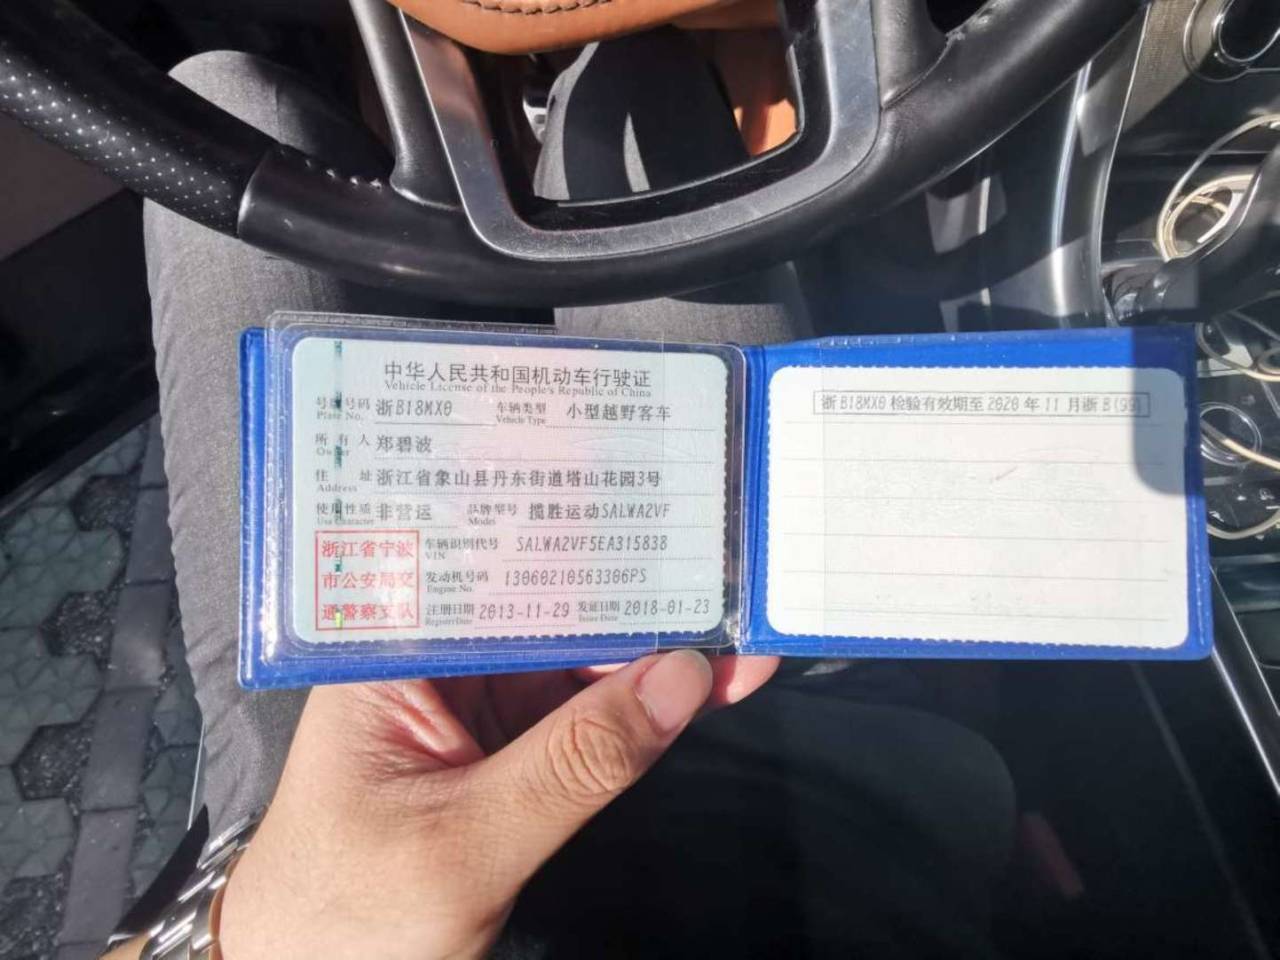 中华人民共和国机动车行驶证
Vehicle License of the People's Republic of China
号牌号码 浙B18MX0 车辆类型 小型越野客车
Plate No. Vehicle Type
所有人 郑碧波
Owner
住址 浙江省象山县丹东街道塔山花园3号
Address
使用性质 非营运 品牌型号 揽胜运动SALWA2VF
Use Character Model
浙江省宁波
市公安局交
通警察支队
车辆识别代号 SALWA2VF5EA315838
VIN
发动机号码 13060210563306PS
Engine No.
注册日期 2013-11-29 发证日期 2018-01-23
Register Date Issue Date
浙B18MX0 检验有效期至 2020 年 11 月浙 B(99)